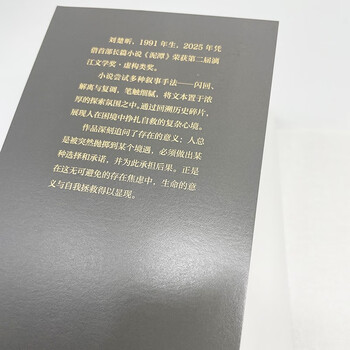 刘楚昕，1991年生，2025年凭
借首部长篇小说《泥潭》荣获第二届漓
江文学奖·虚构类奖。
小说尝试多种叙事手法——闪回、
解离与复调，笔触细腻，将文本置于浓
厚的探索氛围之中，通过回溯历史碎片，
展现人在困境中挣扎自救的复杂心境。
作品深刻追问了存在的意义：人总
是被突然抛掷到某个境遇，必须做出某
种选择和承诺，并为此承担后果。正是
在这无可避免的存在焦虑中，生命的意
义与自我拯救得以显现。